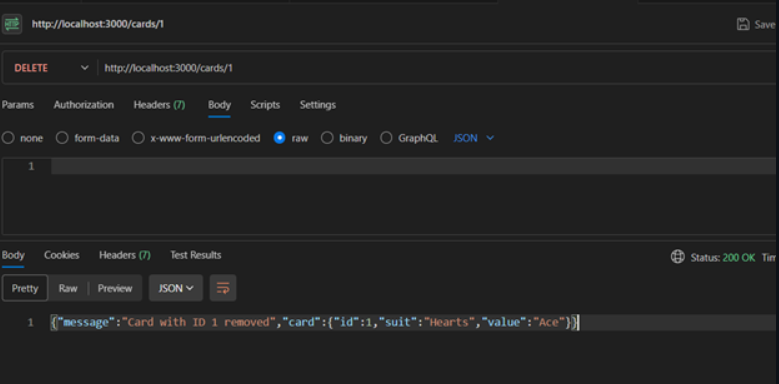 HTTP http://localhost:3000/cards/1 Save
DELETE http://localhost:3000/cards/1
Params Authorization Headers (7) Body Scripts Settings
none form-data x-www-form-urlencoded raw binary GraphQL JSON
1
Body Cookies Headers (7) Test Results Status: 200 OK Tim
Pretty Raw Preview JSON
1 {"message":"Card with ID 1 removed","card":{"id":1,"suit":"Hearts","value":"Ace"}}